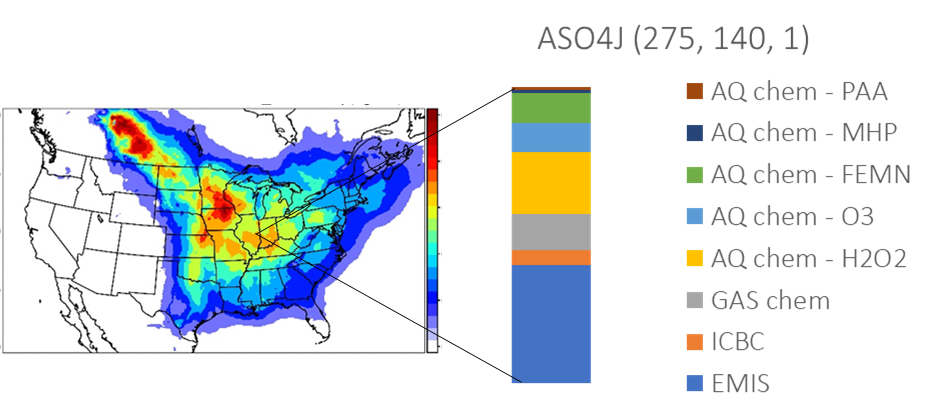 ASO4J (275, 140, 1)
AQ chem - PAA
AQ chem - MHP
AQ chem - FEMN
AQ chem - O3
AQ chem - H2O2
GAS chem
ICBC
EMIS